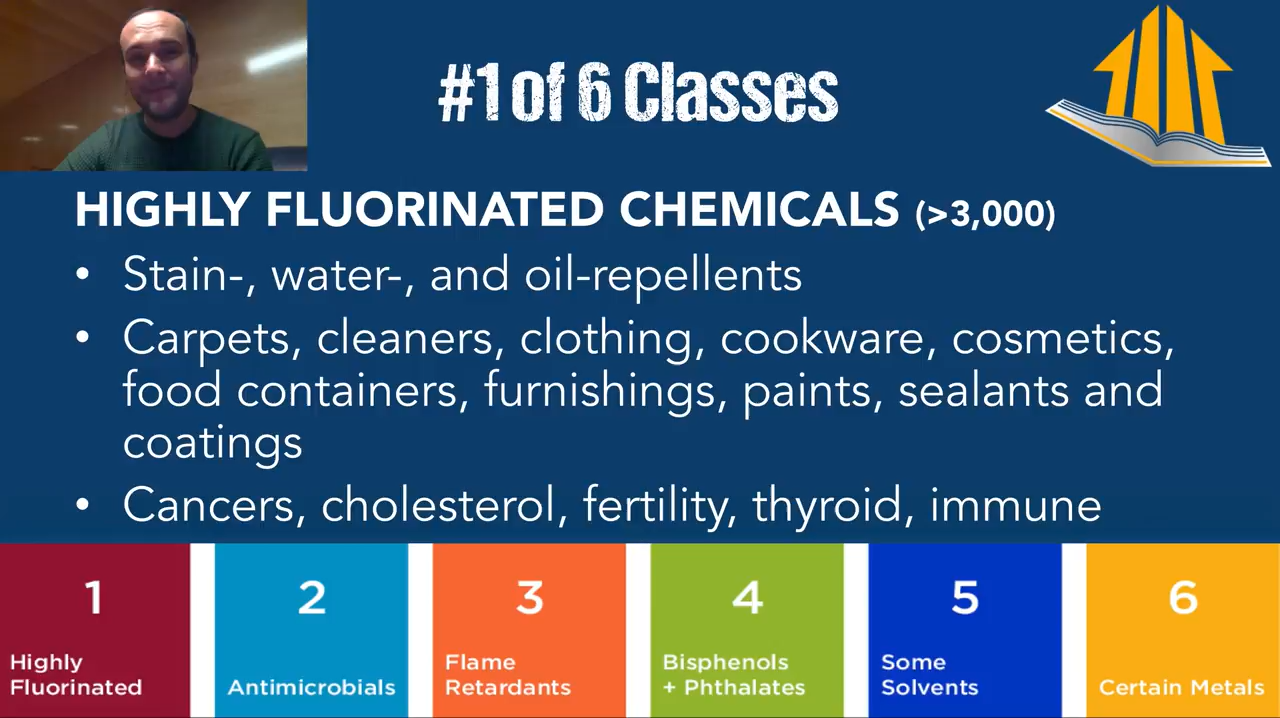 #1 of 6 Classes
HIGHLY FLUORINATED CHEMICALS (>3,000)
• Stain-, water-, and oil-repellents
• Carpets, cleaners, clothing, cookware, cosmetics,
food containers, furnishings, paints, sealants and
coatings
• Cancers, cholesterol, fertility, thyroid, immune
1
Highly
Fluorinated
2
Antimicrobials
3
Flame
Retardants
4
Bisphenols
+ Phthalates
5
Some
Solvents
6
Certain Metals